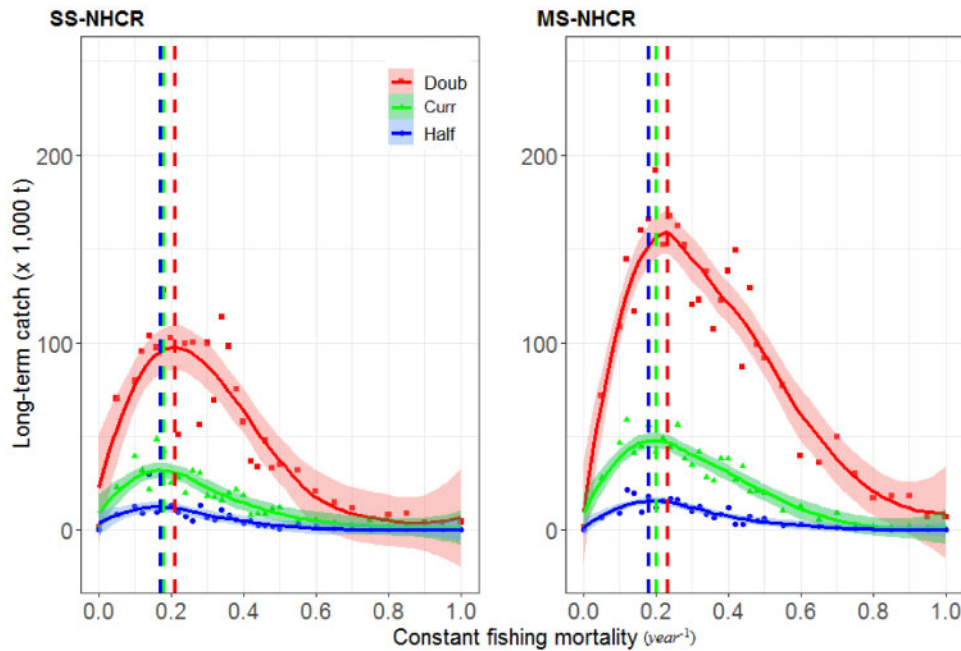 SS-NHCR
MS-NHCR
Doub
Curr
Half
Long-term catch (x 1,000 t)
200
100
0
200
100
0
0.0 0.2 0.4 0.6 0.8 1.0
0.0 0.2 0.4 0.6 0.8 1.0
Constant fishing mortality (year⁻¹)